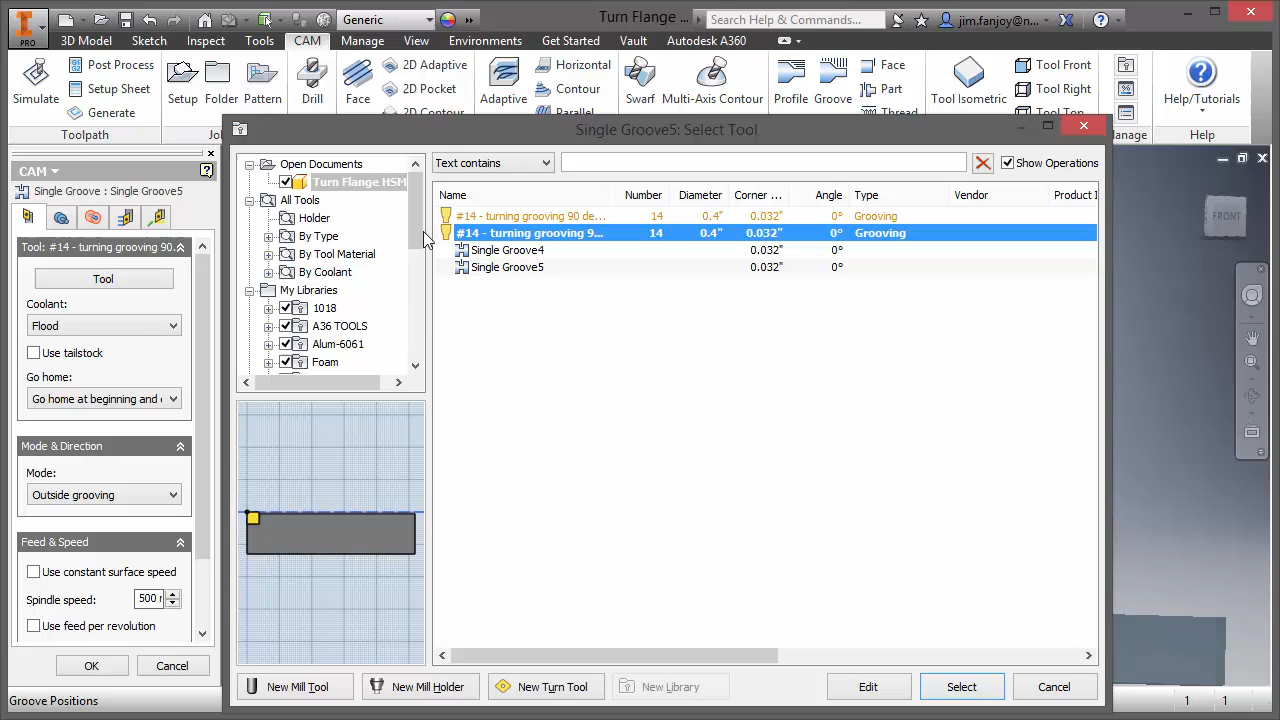 PRO
Generic
Turn Flange ...
Search Help & Commands...
jim.fanjoy@n...
3D Model
Sketch
Inspect
Tools
CAM
Manage
View
Environments
Get Started
Vault
Autodesk A360
Simulate
Post Process
Setup Sheet
Generate
Toolpath
Setup
Folder
Pattern
Drill
Face
2D Adaptive
2D Pocket
2D Contour
Adaptive
Horizontal
Contour
Parallel
Swarf
Multi-Axis Contour
Profile
Groove
Face
Part
Thread
Tool Isometric
Tool Front
Tool Right
Tool Top
Manage
Help/Tutorials
Help
CAM
Single Groove : Single Groove5
Tool: #14 - turning grooving 90.
Tool
Coolant:
Flood
Use tailstock
Go home:
Go home at beginning and e
Mode & Direction
Mode:
Outside grooving
Feed & Speed
Use constant surface speed
Spindle speed:
500 r
Use feed per revolution
OK
Cancel
Groove Positions
Single Groove5: Select Tool
Open Documents
Turn Flange HSM
All Tools
Holder
By Type
By Tool Material
By Coolant
My Libraries
1018
A36 TOOLS
Alum-6061
Foam
Text contains
Show Operations
Name Number Diameter Corner ... Angle Type Vendor Product I
#14 - turning grooving 90 de... 14 0.4" 0.032" 0° Grooving
#14 - turning grooving 9... 14 0.4" 0.032" 0° Grooving
Single Groove4 0.032" 0°
Single Groove5 0.032" 0°
New Mill Tool
New Mill Holder
New Turn Tool
New Library
Edit
Select
Cancel
FRONT
1 1